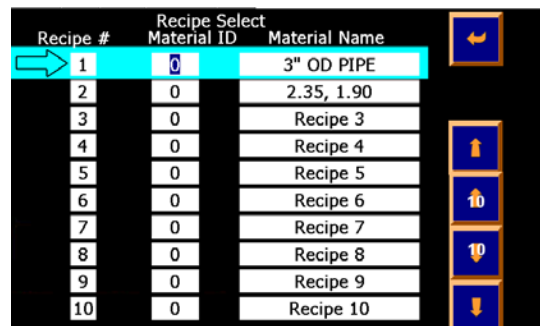 Recipe Select
Recipe # Material ID Material Name
1 0 3" OD PIPE
2 0 2.35, 1.90
3 0 Recipe 3
4 0 Recipe 4
5 0 Recipe 5
6 0 Recipe 6
7 0 Recipe 7
8 0 Recipe 8
9 0 Recipe 9
10 0 Recipe 10
10
10